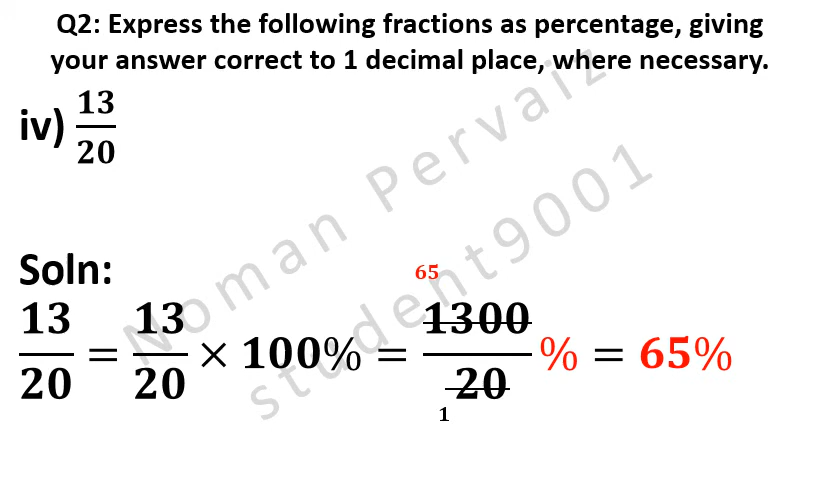 Q2: Express the following fractions as percentage, giving
your answer correct to 1 decimal place, where necessary.
iv) 13/20
Noman Pervaiz
student9001
Soln:
13/20 = 13/20 × 100% = 1300/20 % = 65%
65
1